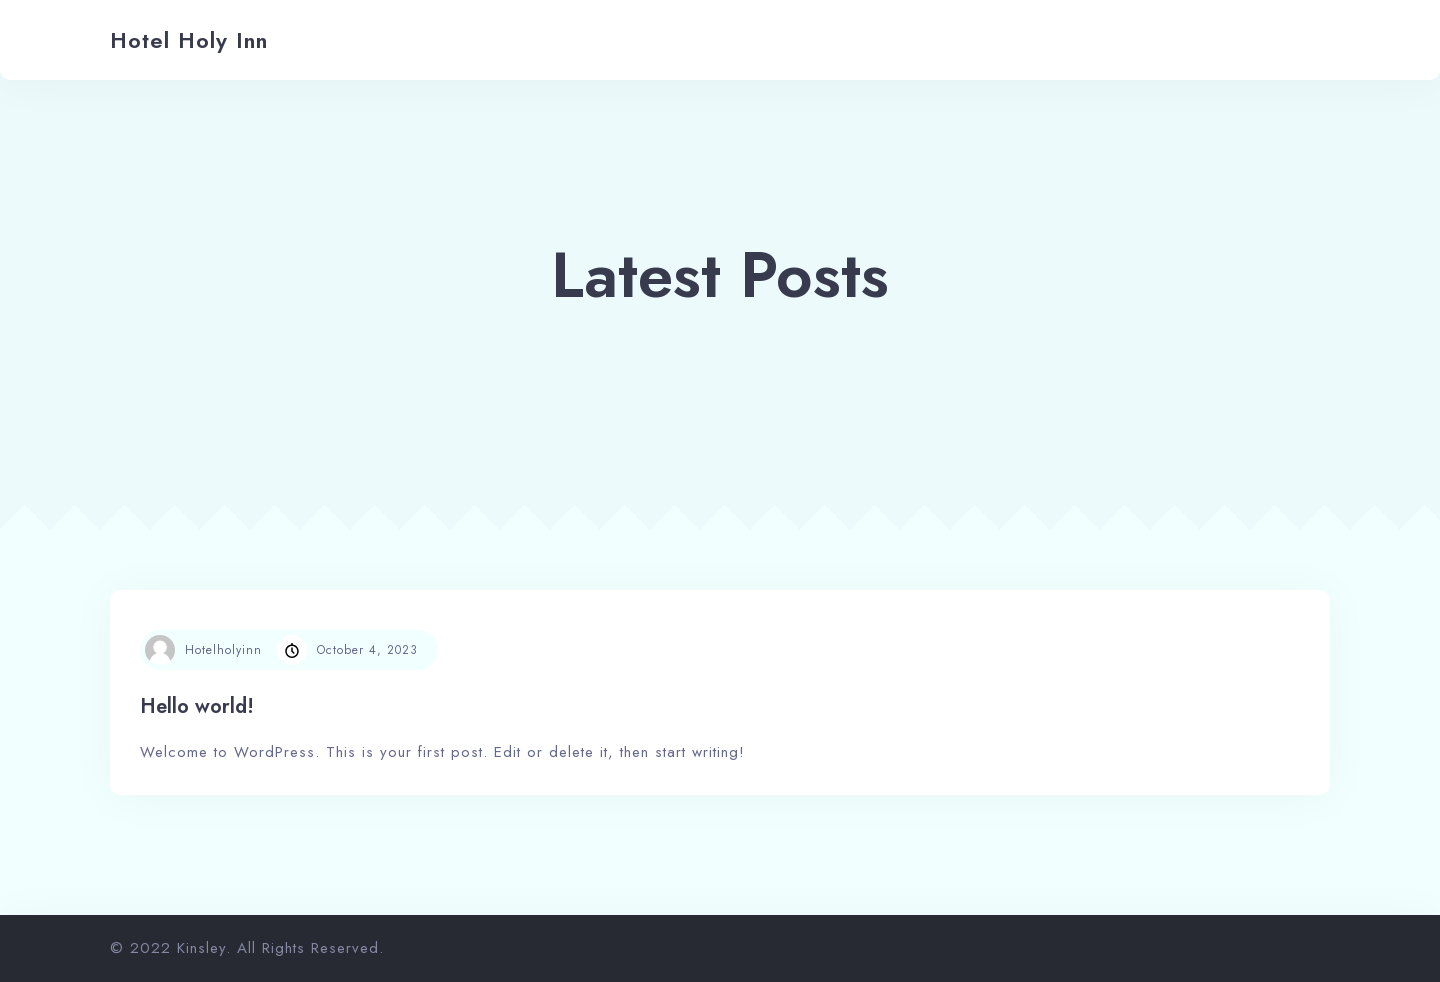 Hotel Holy Inn
Latest Posts
Hotelholyinn October 4, 2023
Hello world!
Welcome to WordPress. This is your first post. Edit or delete it, then start writing!
© 2022 Kinsley. All Rights Reserved.